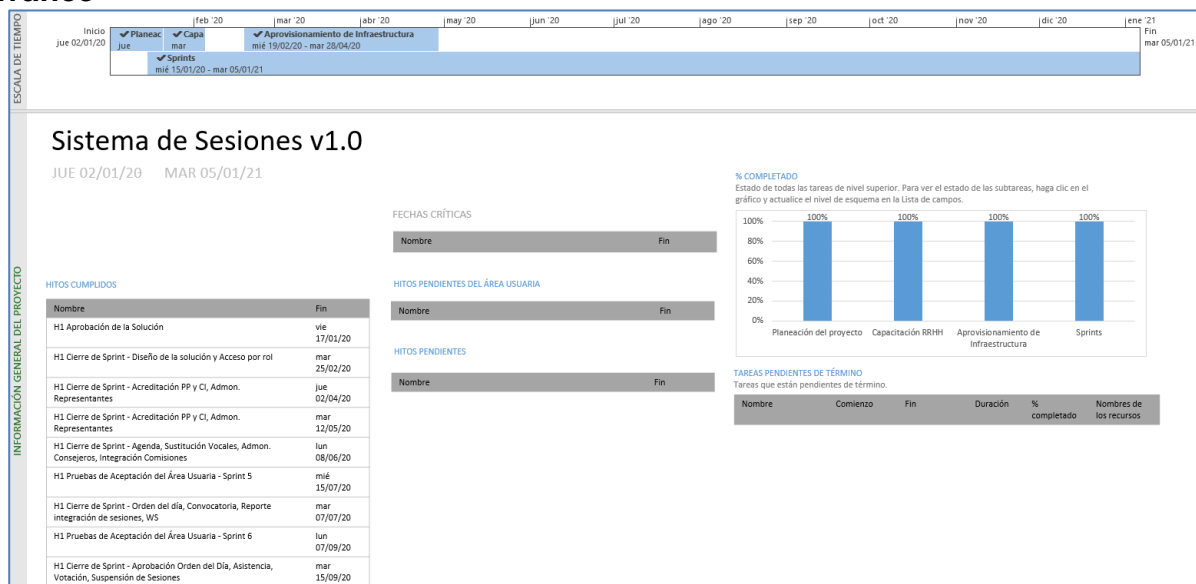 ESCALA DE TIEMPO
feb '20 mar '20 abr '20 may '20 jun '20 jul '20 ago '20 sep '20 oct '20 nov '20 dic '20 ene '21
Inicio
jue 02/01/20
Planeac
jue
Capa
mar
Aprovisionamiento de Infraestructura
mié 19/02/20 - mar 28/04/20
Sprints
mié 15/01/20 - mar 05/01/21
Fin
mar 05/01/21
INFORMACIÓN GENERAL DEL PROYECTO
Sistema de Sesiones v1.0
JUE 02/01/20 MAR 05/01/21
HITOS CUMPLIDOS
Nombre Fin
H1 Aprobación de la Solución vie
17/01/20
H1 Cierre de Sprint - Diseño de la solución y Acceso por rol mar
25/02/20
H1 Cierre de Sprint - Acreditación PP y CI, Admon. jue
Representantes 02/04/20
H1 Cierre de Sprint - Acreditación PP y CI, Admon. mar
Representantes 12/05/20
H1 Cierre de Sprint - Agenda, Sustitución Vocales, Admon. lun
Consejeros, Integración Comisiones 08/06/20
H1 Pruebas de Aceptación del Área Usuaria - Sprint 5 mié
15/07/20
H1 Cierre de Sprint - Orden del día, Convocatoria, Reporte mar
integración de sesiones, WS 07/07/20
H1 Pruebas de Aceptación del Área Usuaria - Sprint 6 lun
07/09/20
H1 Cierre de Sprint - Aprobación Orden del Día, Asistencia, mar
Votación, Suspensión de Sesiones 15/09/20
FECHAS CRÍTICAS
Nombre Fin
HITOS PENDIENTES DEL ÁREA USUARIA
Nombre Fin
HITOS PENDIENTES
Nombre Fin
% COMPLETADO
Estado de todas las tareas de nivel superior. Para ver el estado de las subtareas, haga clic en el
gráfico y actualice el nivel de esquema en la Lista de campos.
100% 100% 100% 100%
100%
80%
60%
40%
20%
0%
Planeación del proyecto Capacitación RRHH Aprovisionamiento de Sprints
Infraestructura
TAREAS PENDIENTES DE TÉRMINO
Tareas que están pendientes de término.
Nombre Comienzo Fin Duración % Nombres de
completado los recursos